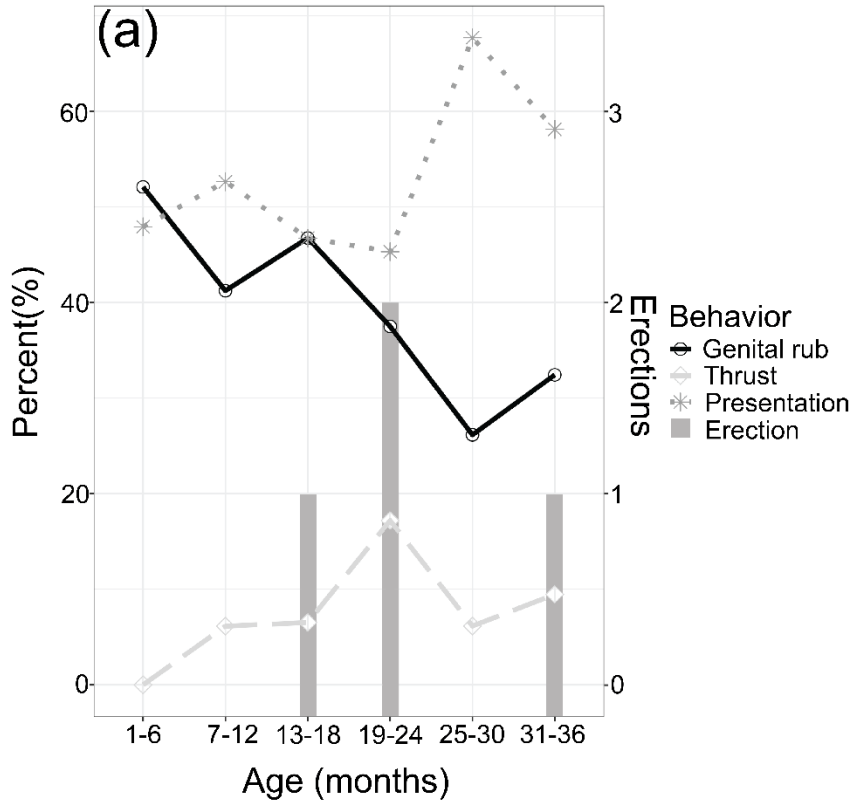 (a)
Percent(%)
60
40
20
0
3
2
1
0
Erections
1-6 7-12 13-18 19-24 25-30 31-36
Age (months)
Behavior
Genital rub
Thrust
Presentation
Erection